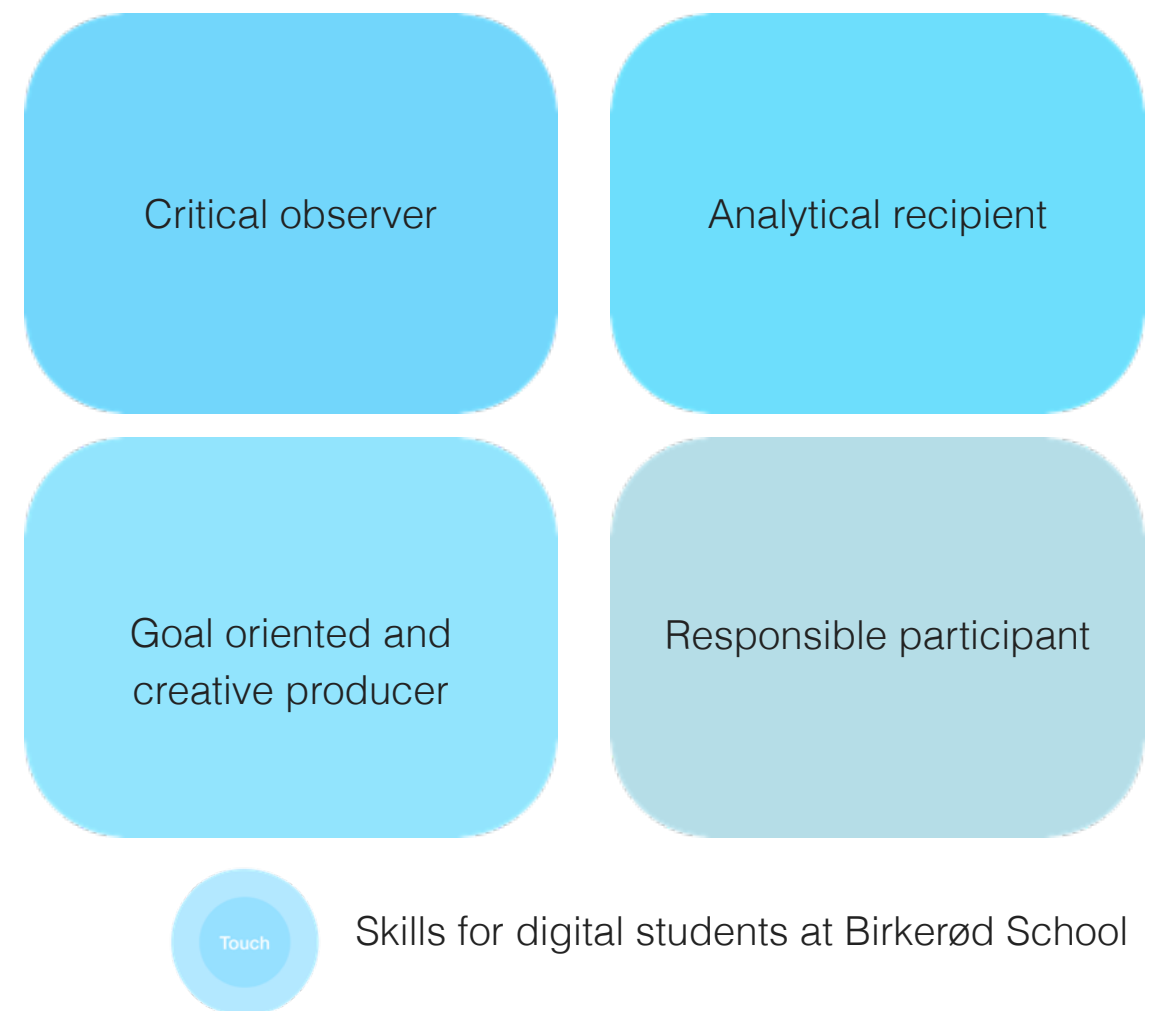 Critical observer
Analytical recipient
Goal oriented and
creative producer
Responsible participant
Touch
Skills for digital students at Birkerød School